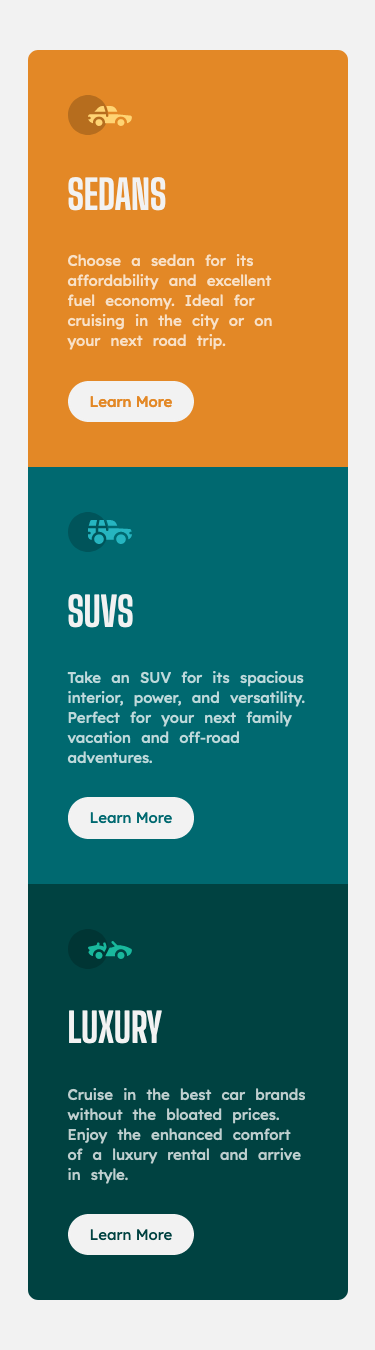 SEDANS
Choose a sedan for its
affordability and excellent
fuel economy. Ideal for
cruising in the city or on
your next road trip.
Learn More
SUVS
Take an SUV for its spacious
interior, power, and versatility.
Perfect for your next family
vacation and off-road
adventures.
Learn More
LUXURY
Cruise in the best car brands
without the bloated prices.
Enjoy the enhanced comfort
of a luxury rental and arrive
in style.
Learn More